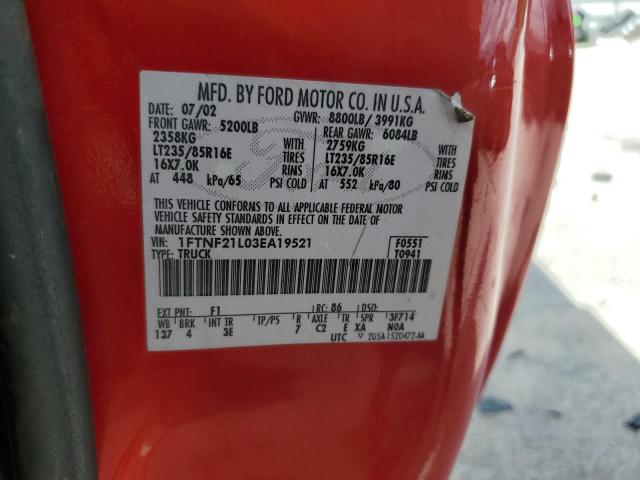 MFD. BY FORD MOTOR CO. IN U.S.A.
DATE: 07/02 GVWR: 8800LB/ 3991KG
FRONT GAWR: 5200LB REAR GAWR: 6084LB
2358KG WITH 2759KG WITH
LT235/85R16E TIRES LT235/85R16E TIRES
16X7.0K RIMS 16X7.0K RIMS
AT 448 kPa/65 PSI COLD AT 552 kPa/80 PSI COLD
THIS VEHICLE CONFORMS TO ALL APPLICABLE FEDERAL MOTOR
VEHICLE SAFETY STANDARDS IN EFFECT ON THE DATE OF MANUFACTURE
SHOWN ABOVE.
VIN: 1FTNF21L03EA19521 F0551
TYPE: TRUCK T0941
EXT PNT: F1 RC: 86 DSO:
WB BRK INT TR TP/PS R AXLE TR SPR 3F714
137 4 3E 7 C2 E XA N0A
UTC V 2U5A-1520472-AA